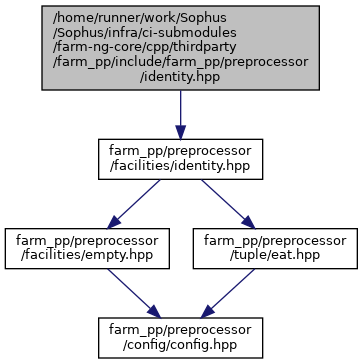 /home/runner/work/Sophus
/Sophus/infra/ci-submodules
/farm-ng-core/cpp/thirdparty
/farm_pp/include/farm_pp/preprocessor
/identity.hpp
farm_pp/preprocessor
/facilities/identity.hpp
farm_pp/preprocessor
/facilities/empty.hpp
farm_pp/preprocessor
/tuple/eat.hpp
farm_pp/preprocessor
/config/config.hpp